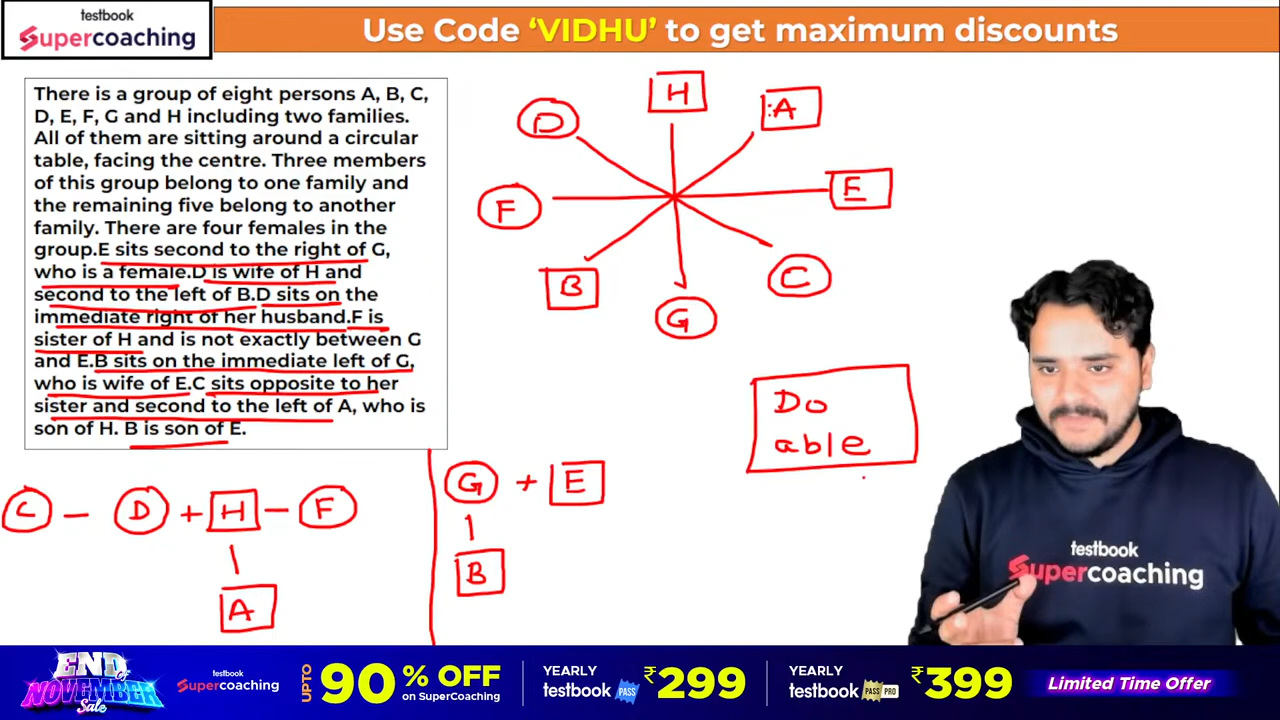 testbook
Supercoaching
Use Code ‘VIDHU’ to get maximum discounts
There is a group of eight persons A, B, C,
D, E, F, G and H including two families.
All of them are sitting around a circular
table, facing the centre. Three members
of this group belong to one family and
the remaining five belong to another
family. There are four females in the
group.E sits second to the right of G,
who is a female.D is wife of H and
second to the left of B.D sits on the
immediate right of her husband.F is
sister of H and is not exactly between G
and E.B sits on the immediate left of G,
who is wife of E.C sits opposite to her
sister and second to the left of A, who is
son of H. B is son of E.
H
D
A
F
E
B
C
G
Do
able
C - D + H - F
A
G + E
B
testbook
Supercoaching
END OF
NOVEMBER
Sale
testbook
Supercoaching
UPTO
90% OFF
on SuperCoaching
YEARLY
testbook PASS
₹299
YEARLY
testbook PASS PRO
₹399
Limited Time Offer